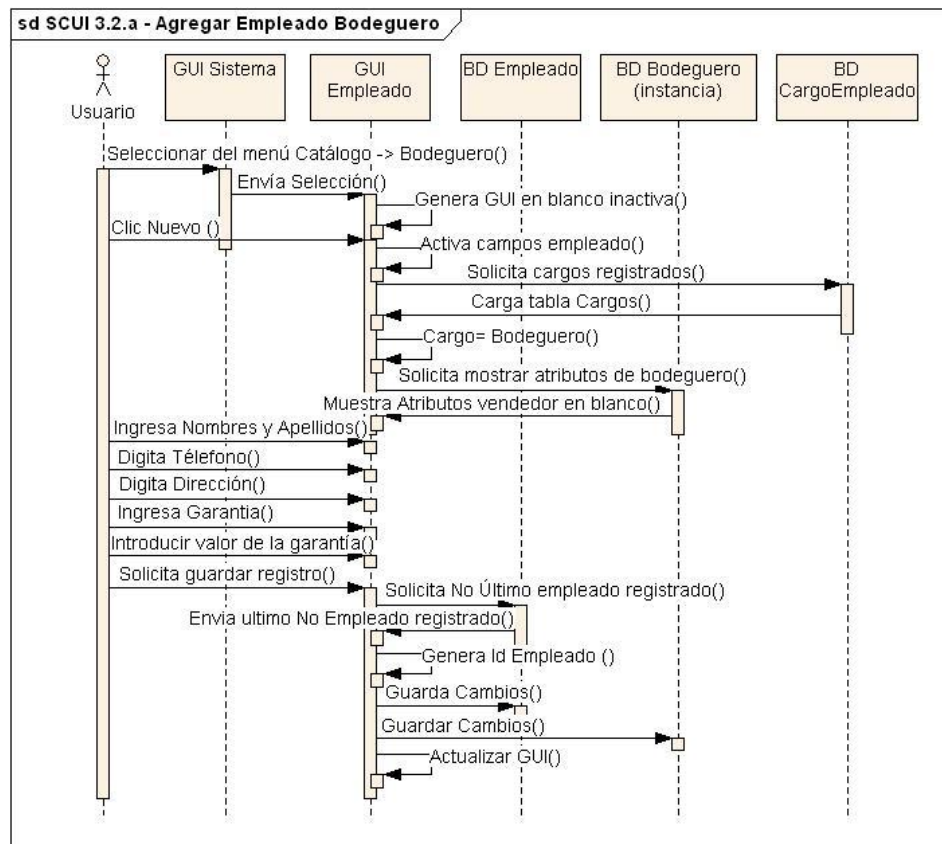 sd SCUI 3.2.a - Agregar Empleado Bodeguero
Usuario
GUI Sistema
GUI
Empleado
BD Empleado
BD Bodeguero
(instancia)
BD
CargoEmpleado
Seleccionar del menú Catálogo -> Bodeguero()
Envía Selección()
Genera GUI en blanco inactiva()
Clic Nuevo ()
Activa campos empleado()
Solicita cargos registrados()
Carga tabla Cargos()
Cargo= Bodeguero()
Solicita mostrar atributos de bodeguero()
Muestra Atributos vendedor en blanco()
Ingresa Nombres y Apellidos()
Digita Télefono()
Digita Dirección()
Ingresa Garantia()
Introducir valor de la garantía()
Solicita guardar registro()
Solicita No Último empleado registrado()
Envia ultimo No Empleado registrado()
Genera Id Empleado ()
Guarda Cambios()
Guardar Cambios()
Actualizar GUI()